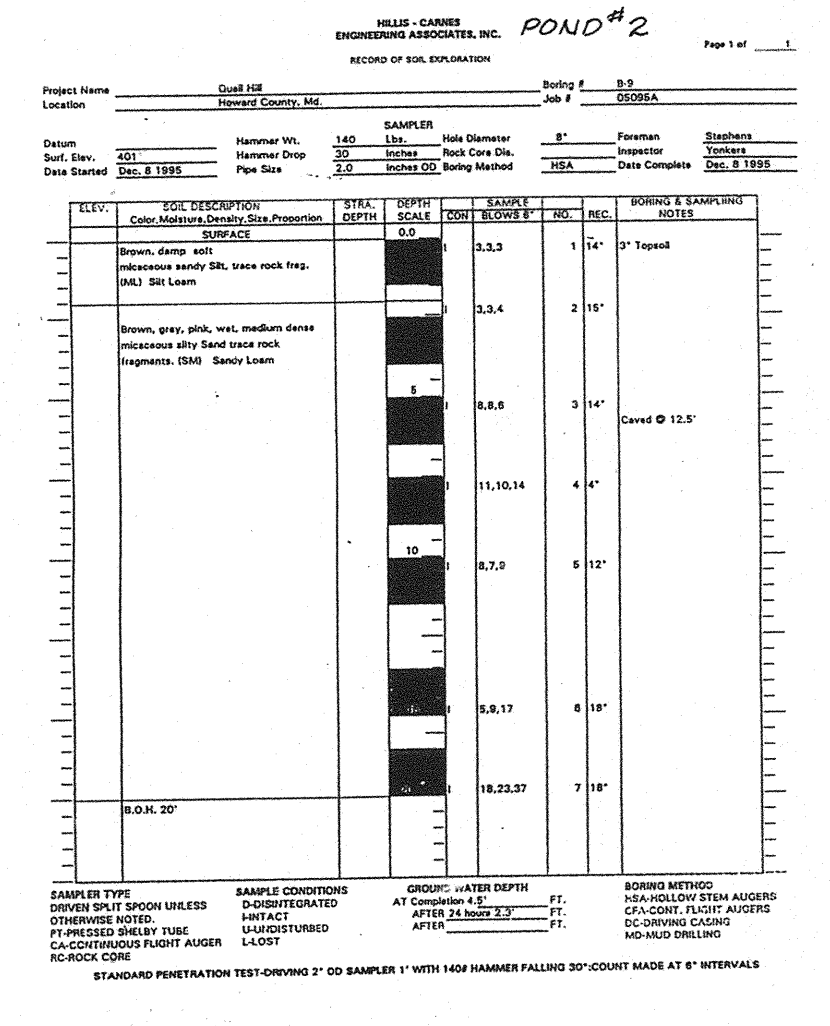 HILLIS - CARNES
ENGINEERING ASSOCIATES, INC.
POND #2
Page 1 of 1
RECORD OF SOIL EXPLORATION
Project Name Quail Hill Boring # B-9
Location Howard County, Md. Job # 05095A
SAMPLER
Datum Hammer Wt. 140 Lbs. Hole Diameter 8" Foreman Stephens
Surf. Elev. 401 Hammer Drop 30 Inches Rock Core Dia. Inspector Yonkers
Date Started Dec. 8 1995 Pipe Size 2.0 Inches OD Boring Method HSA Date Complete Dec. 8 1995
ELEV. SOIL DESCRIPTION STRA. DEPTH SAMPLE BORING & SAMPLING
Color,Moisture,Density,Size,Proportion DEPTH SCALE CON BLOWS 6" NO. REC. NOTES
SURFACE 0.0
Brown, damp soft I 3,3,3 1 14" 3" Topsoil
micaceous sandy Silt, trace rock frag.
(ML) Silt Loam
I 3,3,4 2 15"
Brown, gray, pink, wet, medium dense
micaceous silty Sand trace rock
fragments. (SM) Sandy Loam
5
I 8,8,6 3 14"
Caved @ 12.5'
I 11,10,14 4 4"
10
I 8,7,9 5 12"
I 5,9,17 6 18"
I 18,23,37 7 18"
B.O.H. 20'
SAMPLER TYPE SAMPLE CONDITIONS GROUND WATER DEPTH BORING METHOD
DRIVEN SPLIT SPOON UNLESS D-DISINTEGRATED AT Completion 4.5' FT. HSA-HOLLOW STEM AUGERS
OTHERWISE NOTED. I-INTACT AFTER 24 hours 2.3' FT. CFA-CONT. FLIGHT AUGERS
PT-PRESSED SHELBY TUBE U-UNDISTURBED AFTER FT. DC-DRIVING CASING
CA-CONTINUOUS FLIGHT AUGER L-LOST MD-MUD DRILLING
RC-ROCK CORE
STANDARD PENETRATION TEST-DRIVING 2" OD SAMPLER 1' WITH 140# HAMMER FALLING 30":COUNT MADE AT 6" INTERVALS